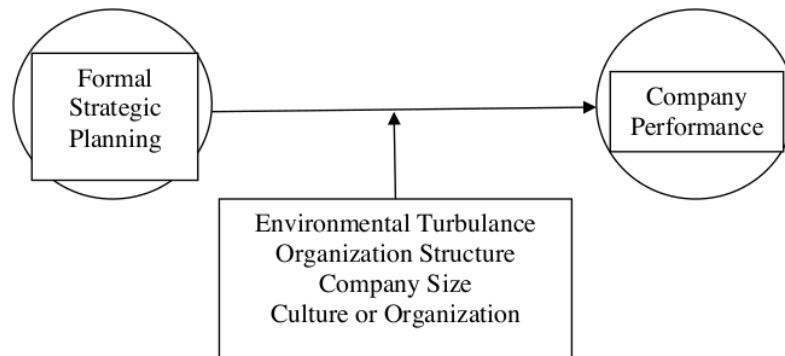 Formal
Strategic
Planning
Company
Performance
Environmental Turbulance
Organization Structure
Company Size
Culture or Organization